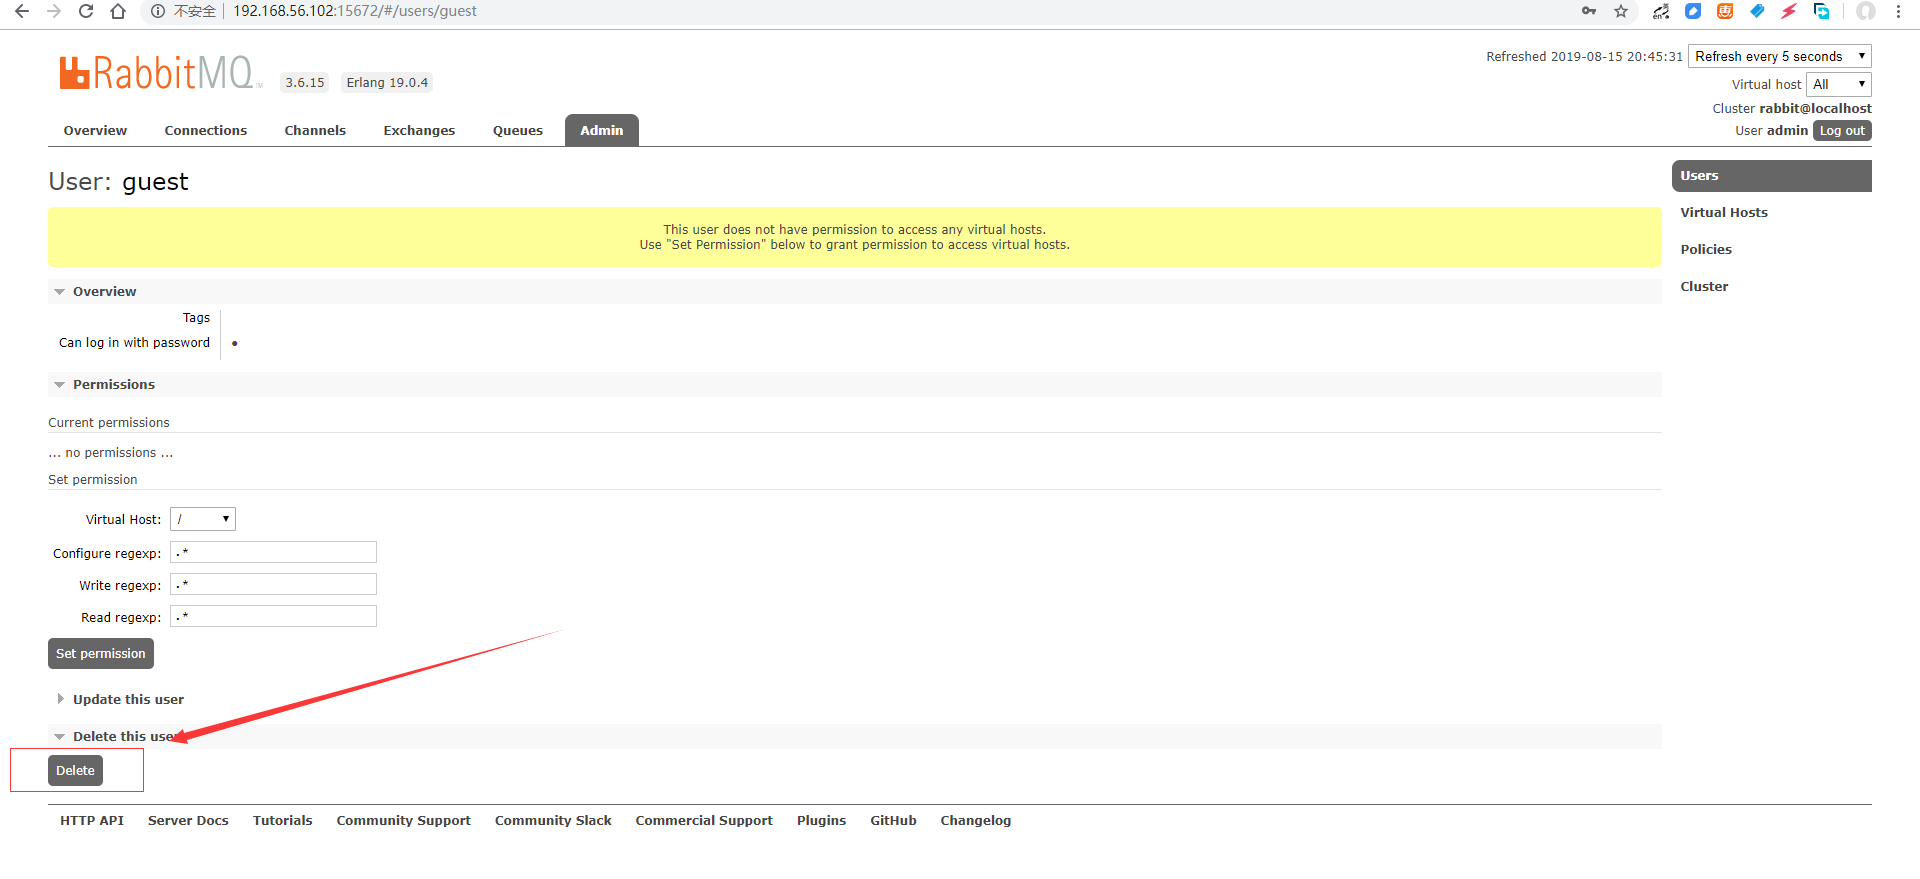 不安全 192.168.56.102:15672/#/users/guest
RabbitMQ 3.6.15 Erlang 19.0.4
Refreshed 2019-08-15 20:45:31 Refresh every 5 seconds
Virtual host All
Cluster rabbit@localhost
User admin Log out
Overview Connections Channels Exchanges Queues Admin
User: guest
This user does not have permission to access any virtual hosts.
Use "Set Permission" below to grant permission to access virtual hosts.
Overview
Tags
Can log in with password •
Permissions
Current permissions
... no permissions ...
Set permission
Virtual Host: /
Configure regexp: .*
Write regexp: .*
Read regexp: .*
Set permission
Update this user
Delete this user
Delete
Users
Virtual Hosts
Policies
Cluster
HTTP API Server Docs Tutorials Community Support Community Slack Commercial Support Plugins GitHub Changelog